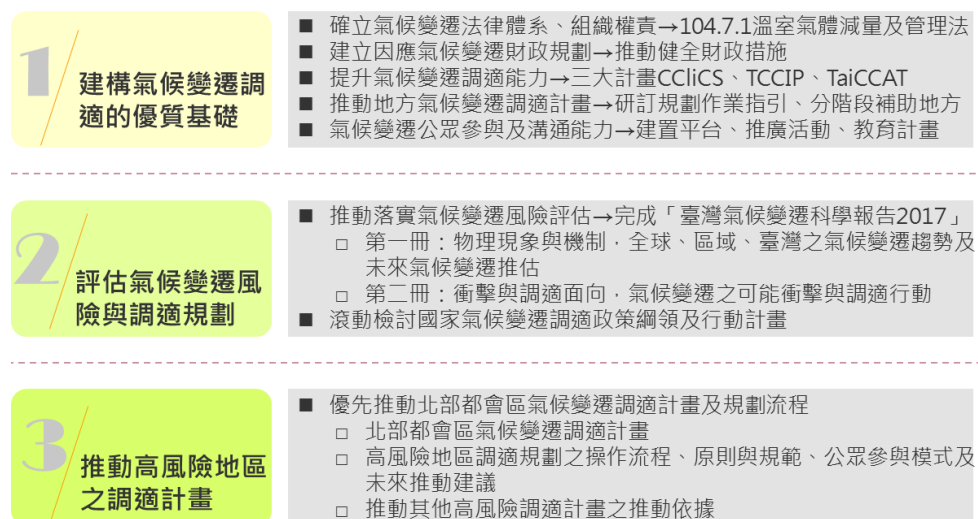 1
建構氣候變遷調
適的優質基礎
■ 確立氣候變遷法律體系、組織權責→104.7.1溫室氣體減量及管理法
■ 建立因應氣候變遷財政規劃→推動健全財政措施
■ 提升氣候變遷調適能力→三大計畫CCliCS、TCCIP、TaiCCAT
■ 推動地方氣候變遷調適計畫→研訂規劃作業指引、分階段補助地方
■ 氣候變遷公眾參與及溝通能力→建置平台、推廣活動、教育計畫
2
評估氣候變遷風
險與調適規劃
■ 推動落實氣候變遷風險評估→完成「臺灣氣候變遷科學報告2017」
□ 第一冊：物理現象與機制，全球、區域、臺灣之氣候變遷趨勢及
未來氣候變遷推估
□ 第二冊：衝擊與調適面向，氣候變遷之可能衝擊與調適行動
■ 滾動檢討國家氣候變遷調適政策綱領及行動計畫
3
推動高風險地區
之調適計畫
■ 優先推動北部都會區氣候變遷調適計畫及規劃流程
□ 北部都會區氣候變遷調適計畫
□ 高風險地區調適規劃之操作流程、原則與規範、公眾參與模式及
未來推動建議
□ 推動其他高風險調適計畫之推動依據